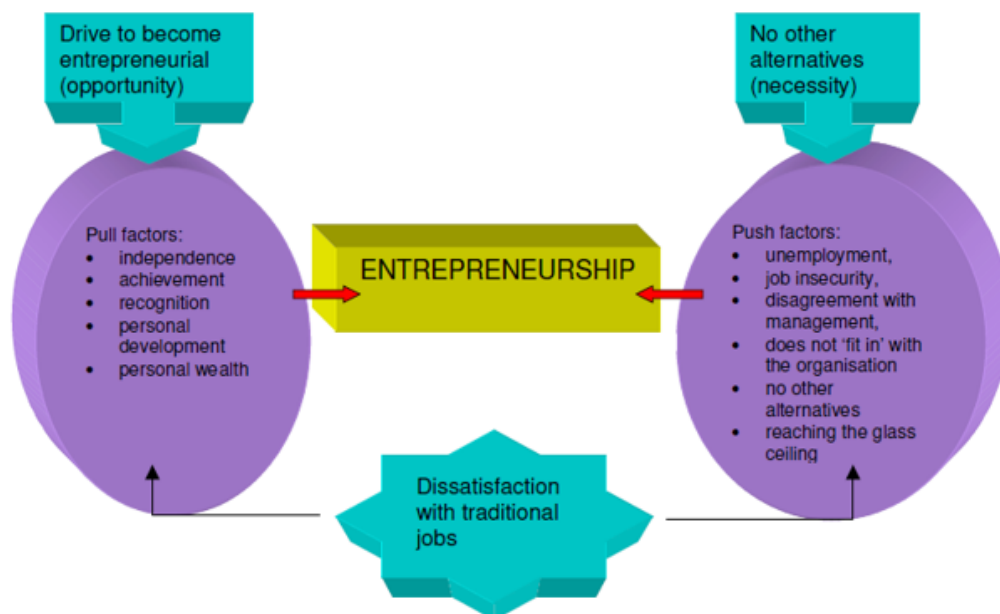 Drive to become
entrepreneurial
(opportunity)
No other
alternatives
(necessity)
Pull factors:
• independence
• achievement
• recognition
• personal
development
• personal wealth
ENTREPRENEURSHIP
Push factors:
• unemployment,
• job insecurity,
• disagreement with
management,
• does not ‘fit in’ with
the organisation
• no other
alternatives
• reaching the glass
ceiling
Dissatisfaction
with traditional
jobs